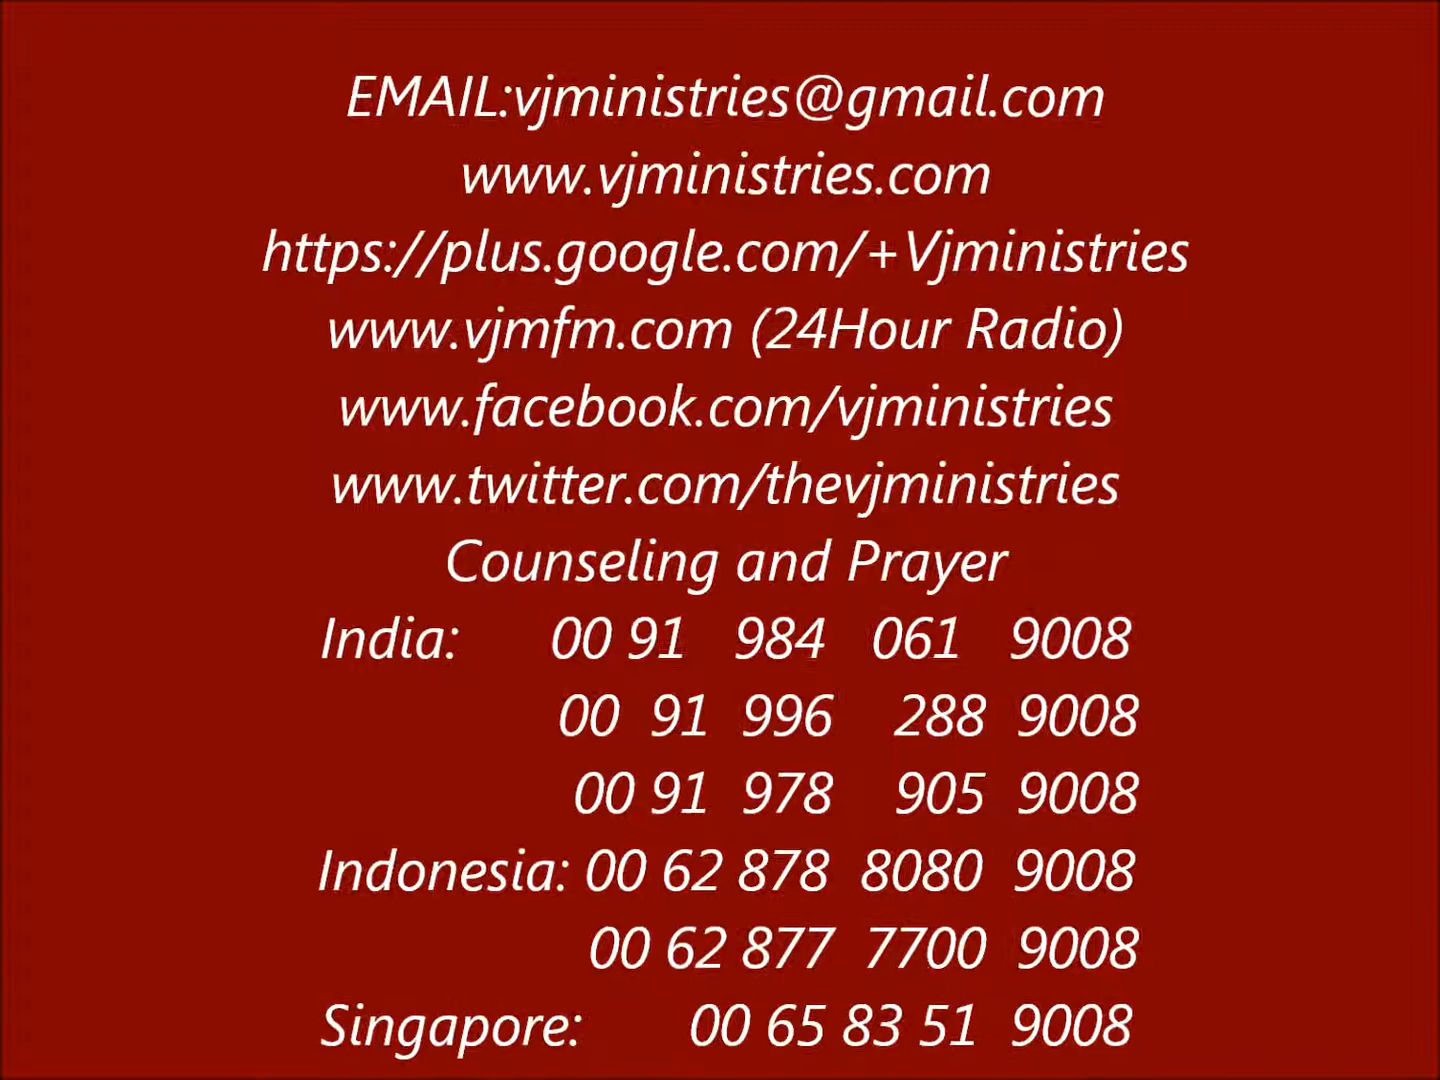 EMAIL:vjministries@gmail.com
www.vjministries.com
https://plus.google.com/+Vjministries
www.vjmfm.com (24Hour Radio)
www.facebook.com/vjministries
www.twitter.com/thevjministries
Counseling and Prayer
India: 00 91 984 061 9008
00 91 996 288 9008
00 91 978 905 9008
Indonesia: 00 62 878 8080 9008
00 62 877 7700 9008
Singapore: 00 65 83 51 9008